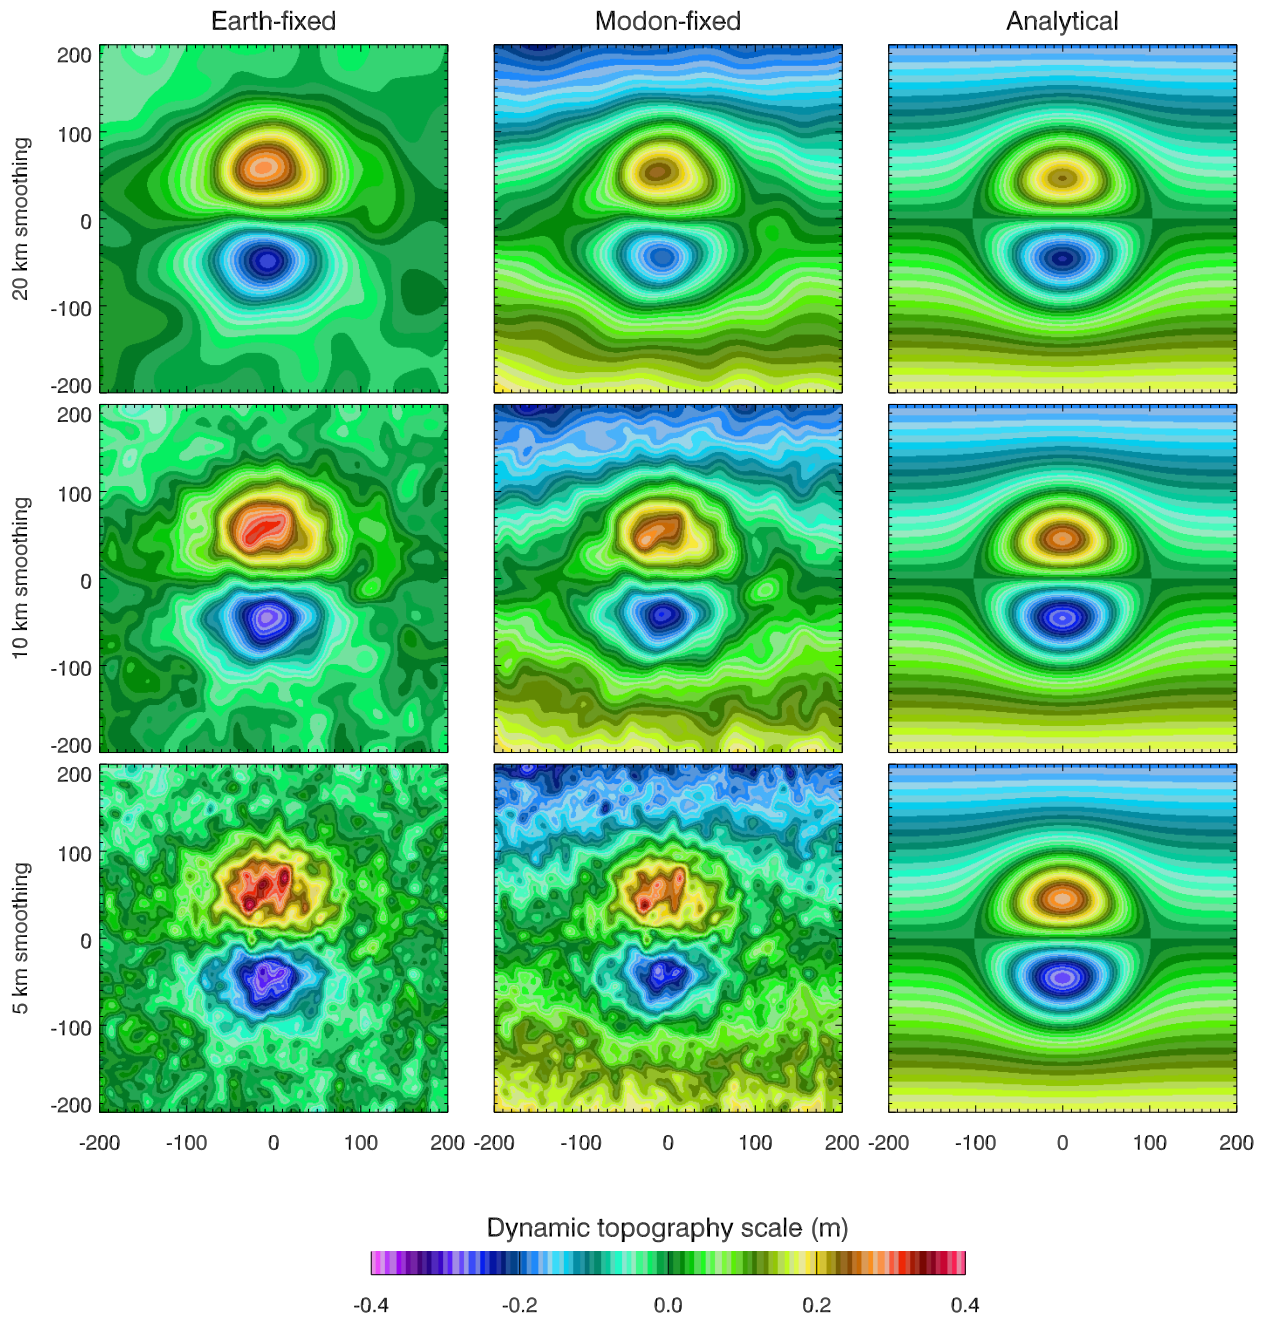 Earth-fixed Modon-fixed Analytical
20 km smoothing
200
100
0
-100
-200
10 km smoothing
200
100
0
-100
-200
5 km smoothing
200
100
0
-100
-200
-200 -100 0 100 200 -200 -100 0 100 200 -200 -100 0 100 200
Dynamic topography scale (m)
-0.4 -0.2 0.0 0.2 0.4